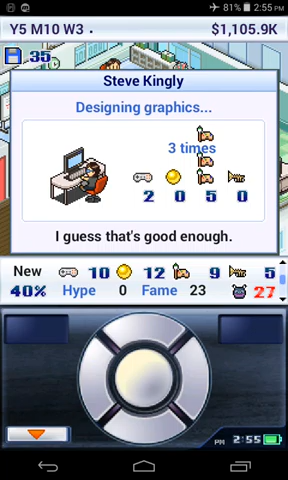 81% 2:55 PM
Y5 M10 W3 $1,105.9K
35
Steve Kingly
Designing graphics...
3 times
2 0 5 0
I guess that's good enough.
New 10 12 9 5
40% Hype 0 Fame 23 27
PM 2:55